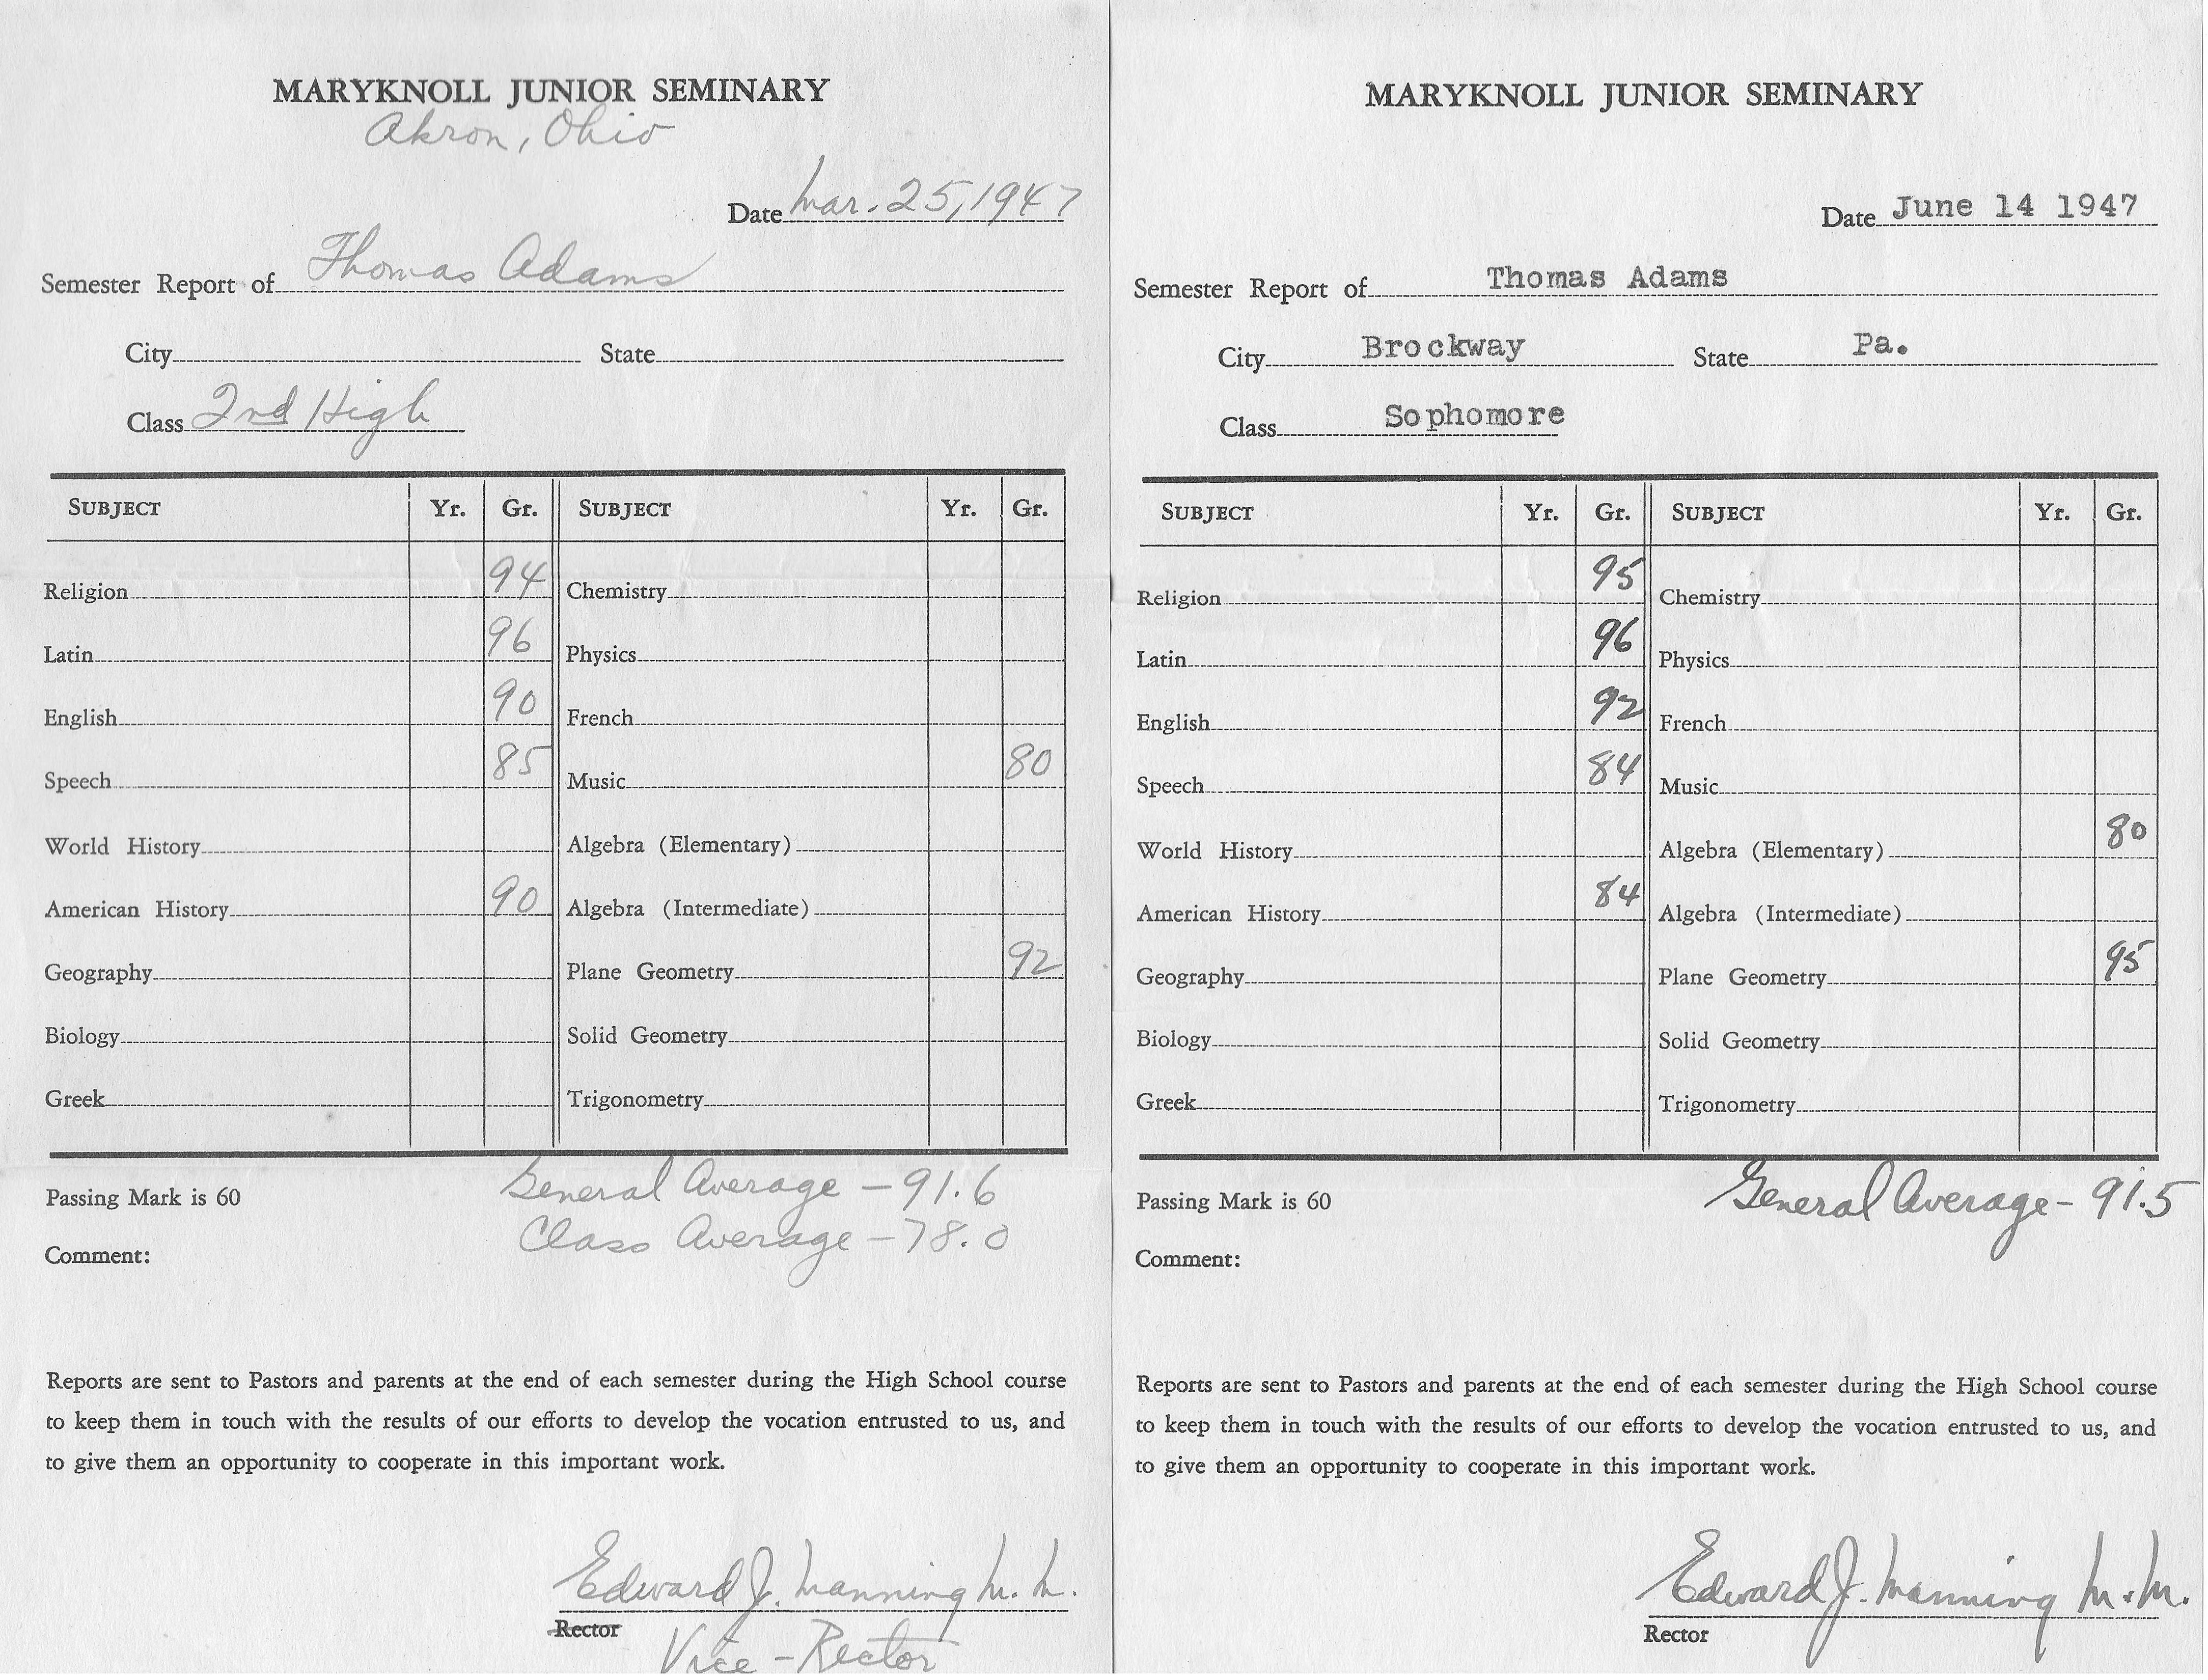 MARYKNOLL JUNIOR SEMINARY
Akron, Ohio
Date Mar. 25, 1947
Semester Report of Thomas Adams
City State
Class 2nd High
SUBJECT Yr. Gr. SUBJECT Yr. Gr.
Religion 94 Chemistry
Latin 96 Physics
English 90 French
Speech 85 Music 80
World History Algebra (Elementary)
American History 90 Algebra (Intermediate)
Geography Plane Geometry 92
Biology Solid Geometry
Greek Trigonometry
Passing Mark is 60 General Average - 91.6
Class Average - 78.0
Comment:
Reports are sent to Pastors and parents at the end of each semester during the High School course
to keep them in touch with the results of our efforts to develop the vocation entrusted to us, and
to give them an opportunity to cooperate in this important work.
Edward J. Manning M. M.
Rector
Vice - Rector
MARYKNOLL JUNIOR SEMINARY
Date June 14 1947
Semester Report of Thomas Adams
City Brockway State Pa.
Class Sophomore
SUBJECT Yr. Gr. SUBJECT Yr. Gr.
Religion 95 Chemistry
Latin 96 Physics
English 92 French
Speech 84 Music
World History Algebra (Elementary) 80
American History 84 Algebra (Intermediate)
Geography Plane Geometry 95
Biology Solid Geometry
Greek Trigonometry
Passing Mark is 60 General Average - 91.5
Comment:
Reports are sent to Pastors and parents at the end of each semester during the High School course
to keep them in touch with the results of our efforts to develop the vocation entrusted to us, and
to give them an opportunity to cooperate in this important work.
Edward J. Manning M. M.
Rector